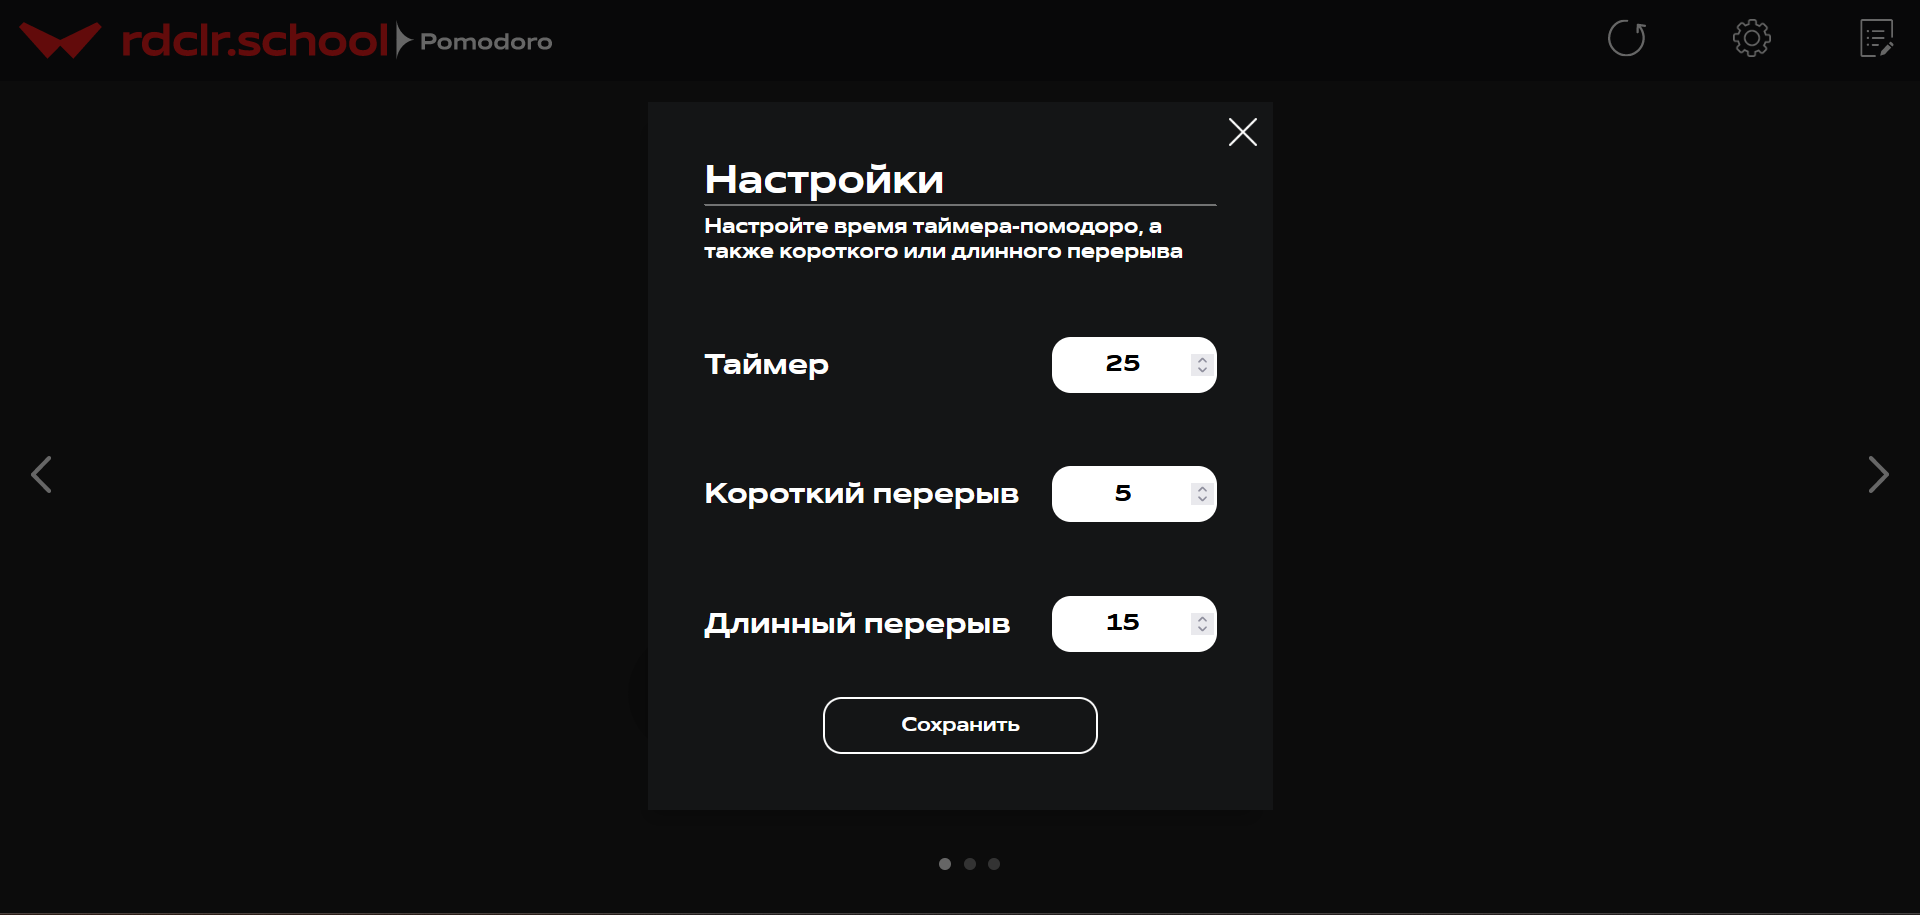 rdclr.school Pomodoro
Настройки
Настройте время таймера-помодоро, а
также короткого или длинного перерыва
Таймер 25
Короткий перерыв 5
Длинный перерыв 15
Сохранить